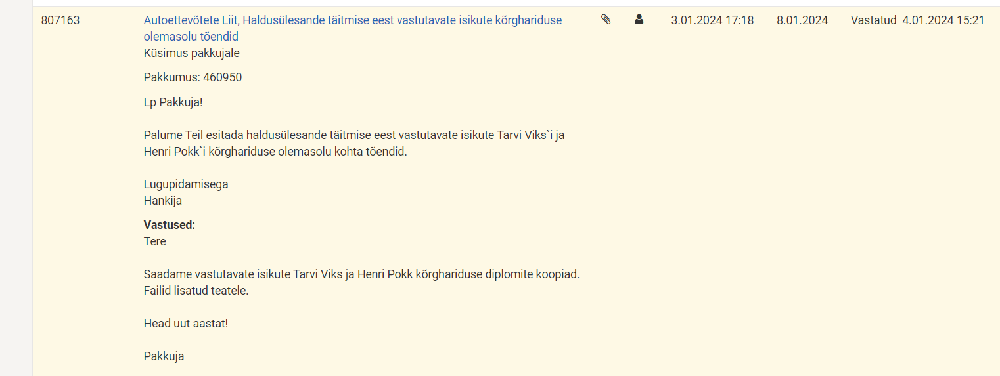 807163
Autoettevõtete Liit, Haldusülesande täitmise eest vastutavate isikute kõrghariduse
olemasolu tõendid
3.01.2024 17:18
8.01.2024
Vastatud 4.01.2024 15:21
Küsimus pakkujale
Pakkumus: 460950
Lp Pakkuja!
Palume Teil esitada haldusülesande täitmise eest vastutavate isikute Tarvi Viks`i ja
Henri Pokk`i kõrghariduse olemasolu kohta tõendid.
Lugupidamisega
Hankija
Vastused:
Tere
Saadame vastutavate isikute Tarvi Viks ja Henri Pokk kõrghariduse diplomite koopiad.
Failid lisatud teatele.
Head uut aastat!
Pakkuja